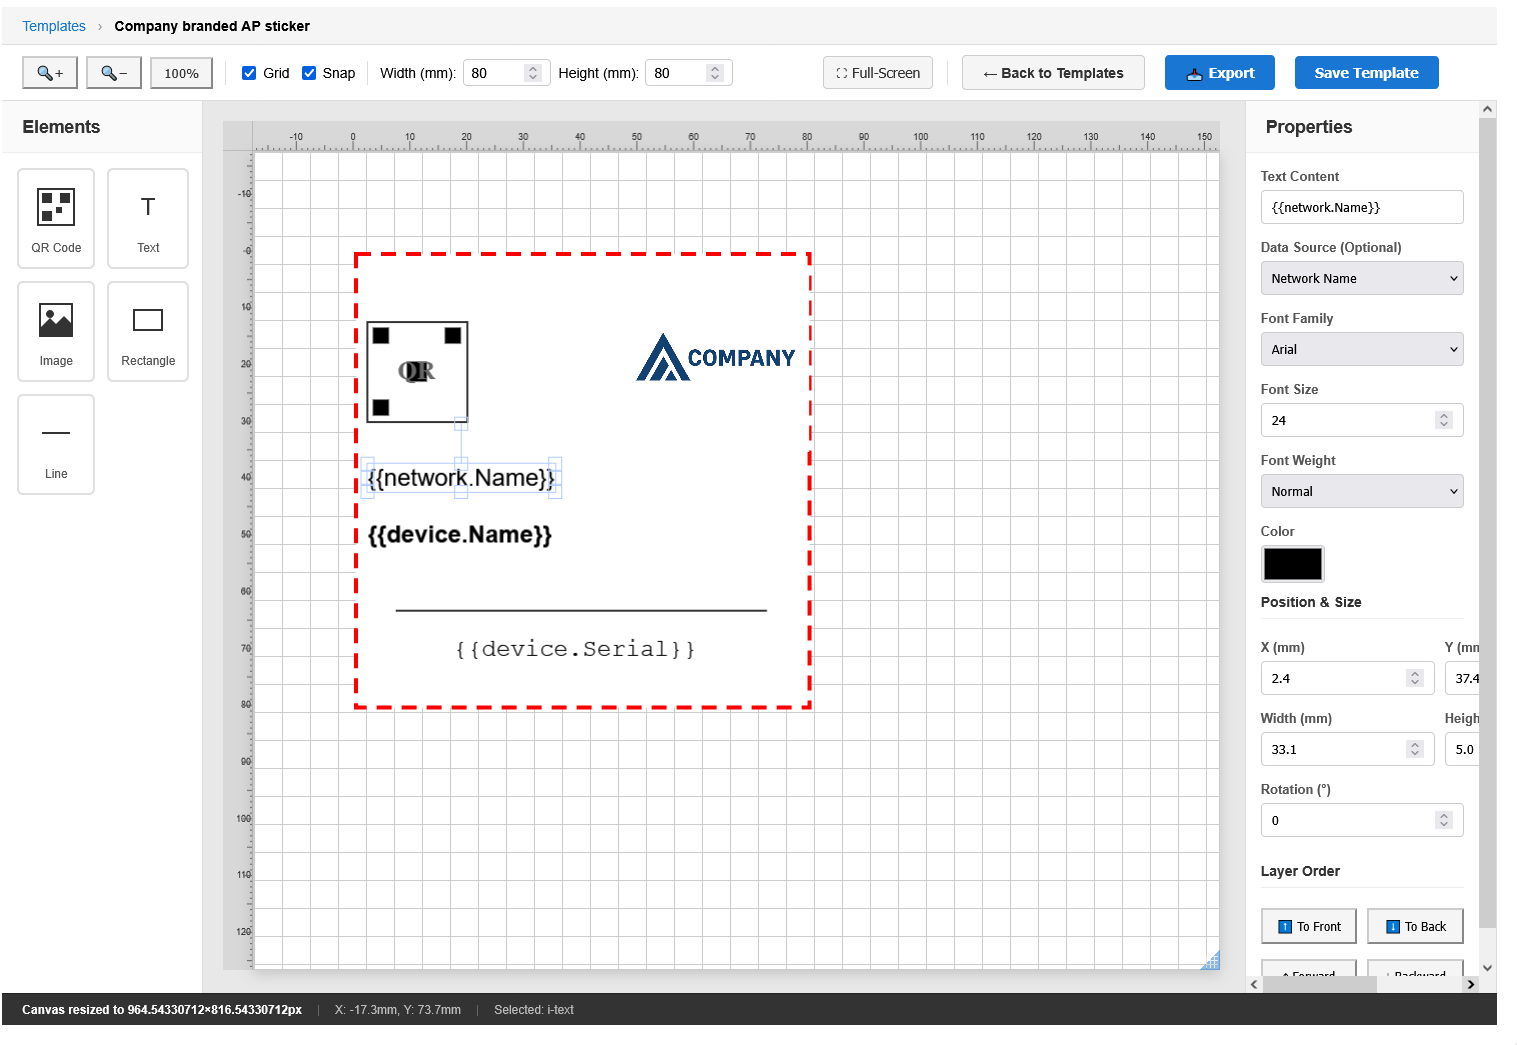 Templates › Company branded AP sticker
🔍+ 🔍− 100% Grid Snap Width (mm): 80 Height (mm): 80 Full-Screen ← Back to Templates Export Save Template
Elements
QR Code
Text
T
Image
Rectangle
Line
-10 0 10 20 30 40 50 60 70 80 90 100 110 120 130 140 150
-10
0
10
20
30
40
50
60
70
80
90
100
110
120
QR
COMPANY
{{network.Name}}
{{device.Name}}
{{device.Serial}}
Properties
Text Content
{{network.Name}}
Data Source (Optional)
Network Name
Font Family
Arial
Font Size
24
Font Weight
Normal
Color
Position & Size
X (mm) Y (mm
2.4 37.4
Width (mm) Heigh
33.1 5.0
Rotation (°)
0
Layer Order
To Front To Back
Forward Backward
Canvas resized to 964.54330712×816.54330712px | X: -17.3mm, Y: 73.7mm | Selected: i-text